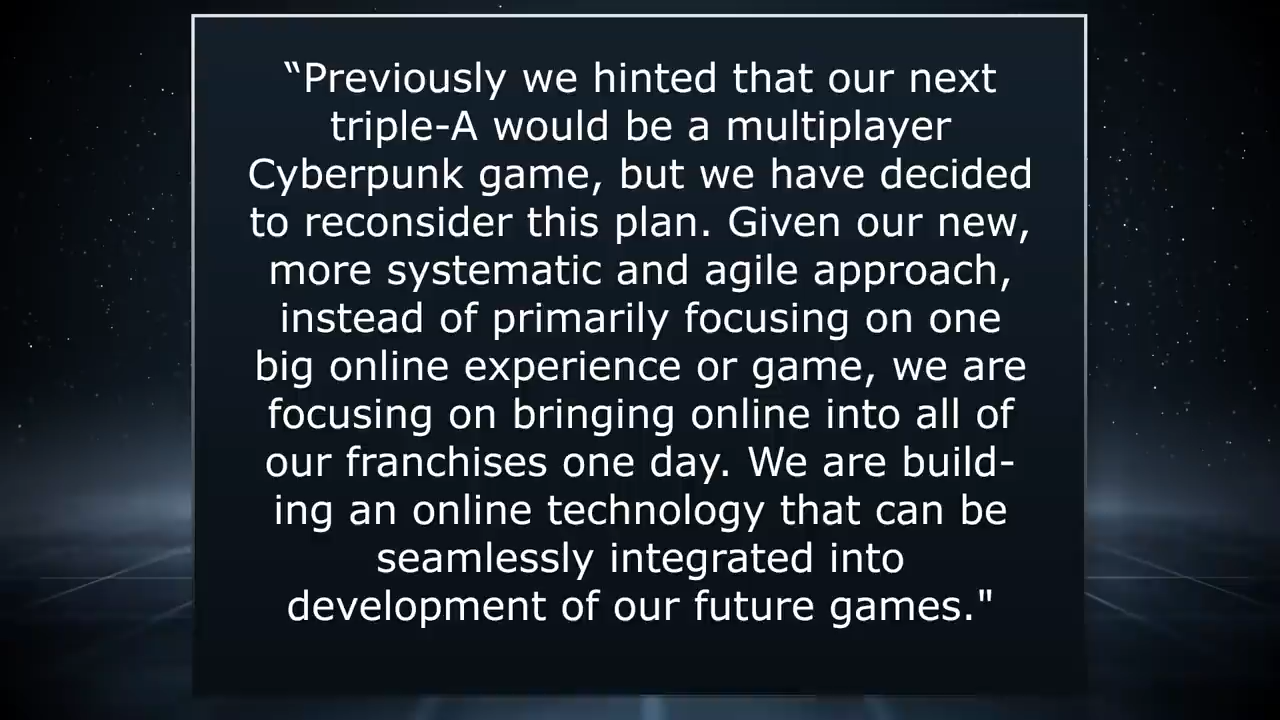 “Previously we hinted that our next
triple-A would be a multiplayer
Cyberpunk game, but we have decided
to reconsider this plan. Given our new,
more systematic and agile approach,
instead of primarily focusing on one
big online experience or game, we are
focusing on bringing online into all of
our franchises one day. We are build-
ing an online technology that can be
seamlessly integrated into
development of our future games."